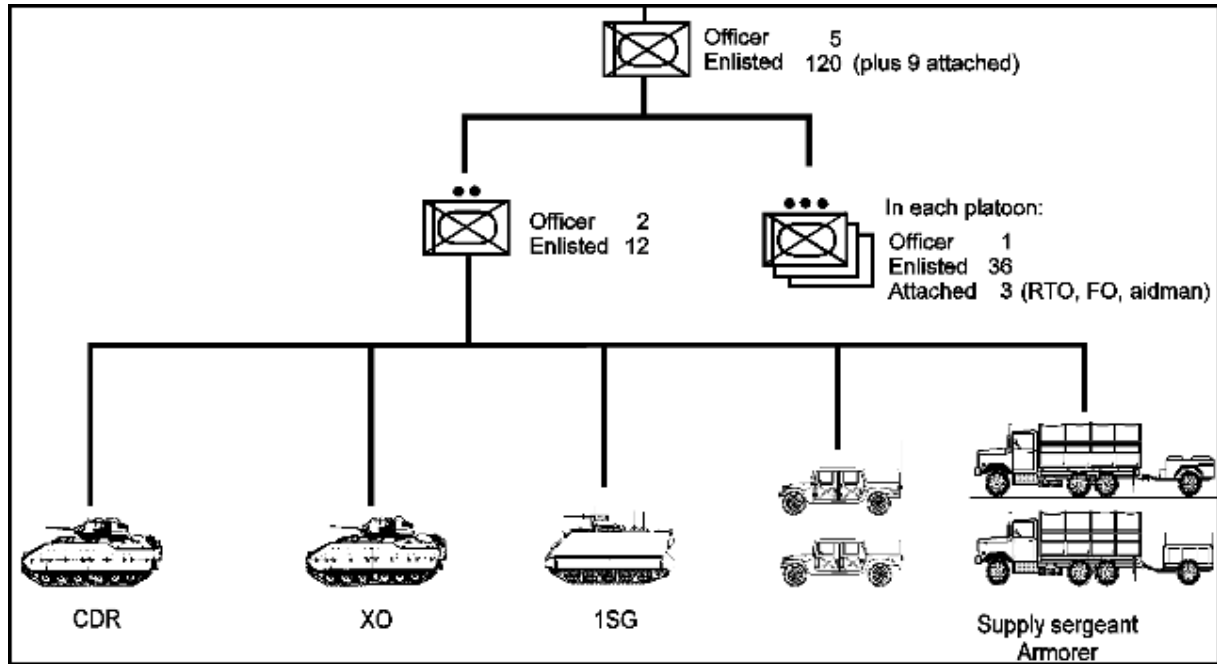 Officer 5
Enlisted 120 (plus 9 attached)
Officer 2
Enlisted 12
In each platoon:
Officer 1
Enlisted 36
Attached 3 (RTO, FO, aidman)
CDR
XO
1SG
Supply sergeant
Armorer